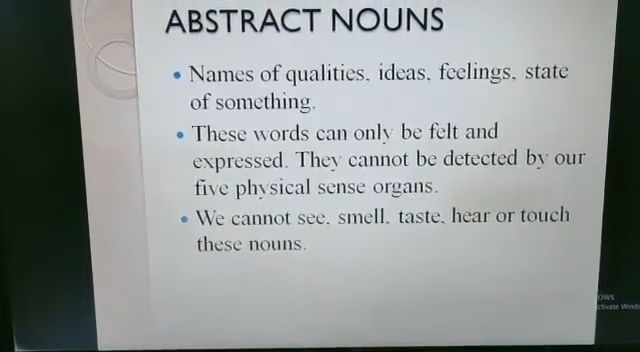 ABSTRACT NOUNS
• Names of qualities, ideas, feelings, state
of something.
• These words can only be felt and
expressed. They cannot be detected by our
five physical sense organs.
• We cannot see, smell, taste, hear or touch
these nouns.